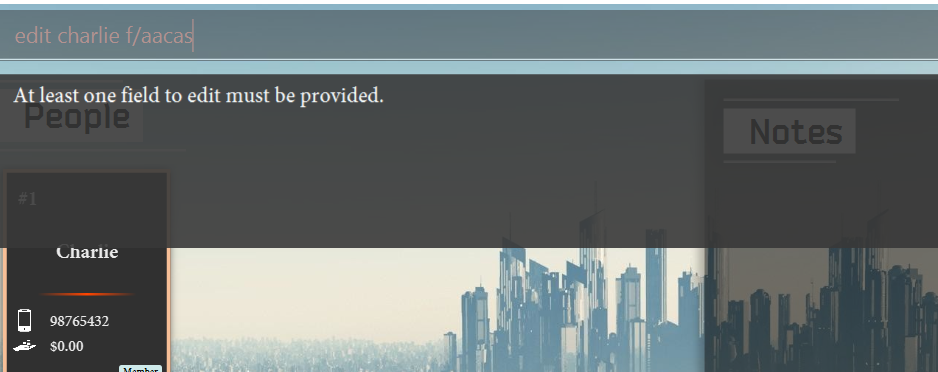 edit charlie f/aacas
At least one field to edit must be provided.
People
Notes
#1
Charlie
98765432
$0.00
Member